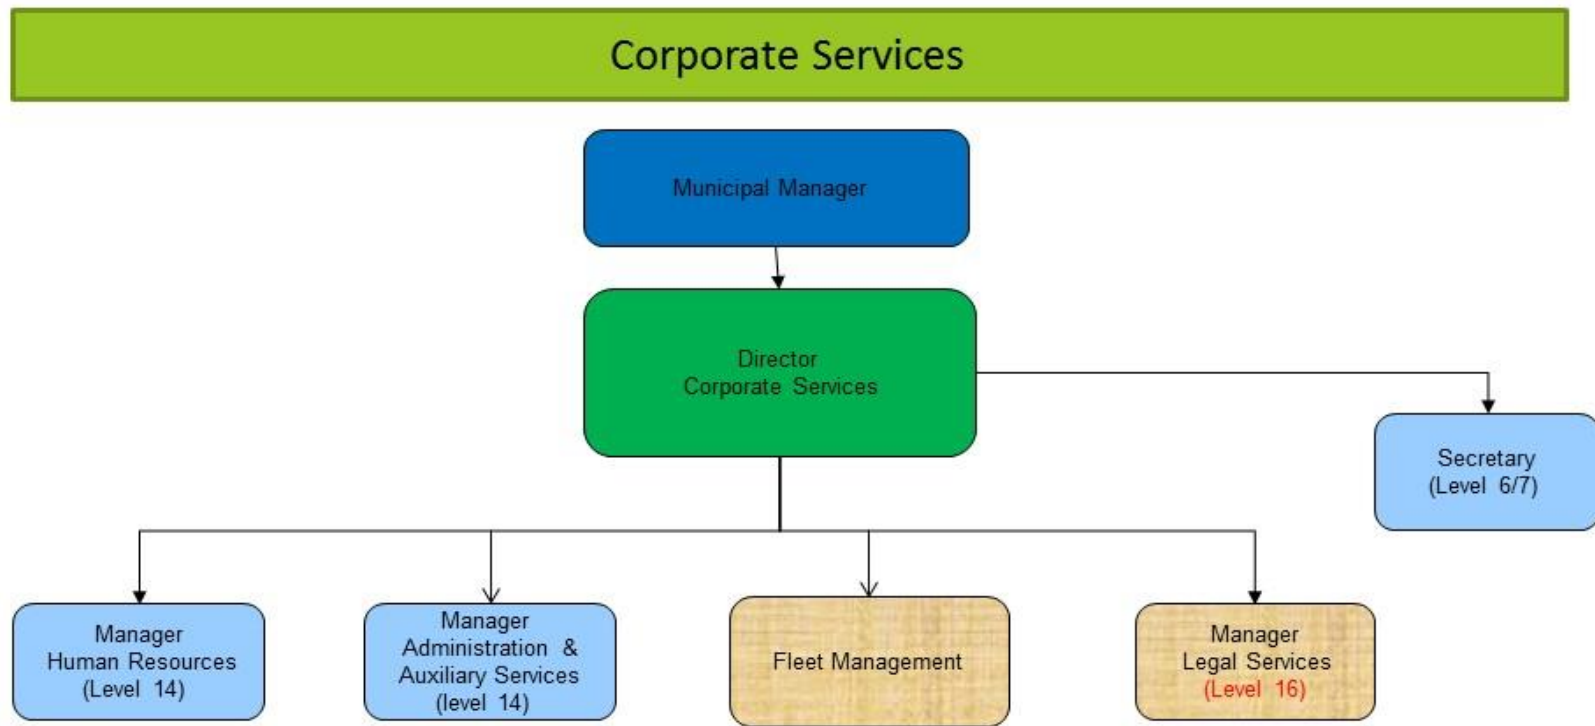 Corporate Services
Municipal Manager
Director
Corporate Services
Secretary
(Level 6/7)
Manager
Human Resources
(Level 14)
Manager
Administration &
Auxiliary Services
(level 14)
Fleet Management
Manager
Legal Services
(Level 16)